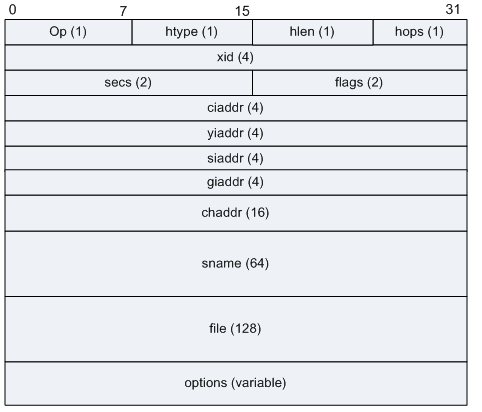 0 7 15 31
Op (1) htype (1) hlen (1) hops (1)
xid (4)
secs (2) flags (2)
ciaddr (4)
yiaddr (4)
siaddr (4)
giaddr (4)
chaddr (16)
sname (64)
file (128)
options (variable)